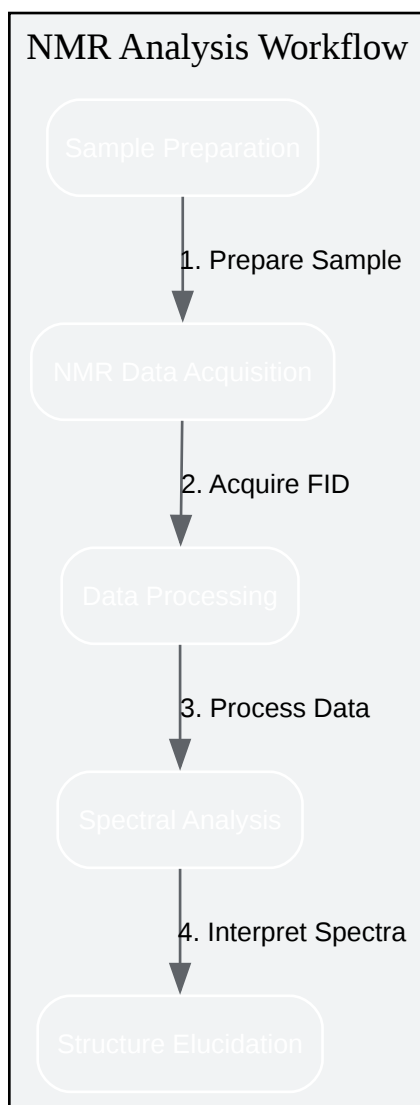 NMR Analysis Workflow
Sample Preparation
1. Prepare Sample
NMR Data Acquisition
2. Acquire FID
Data Processing
3. Process Data
Spectral Analysis
4. Interpret Spectra
Structure Elucidation